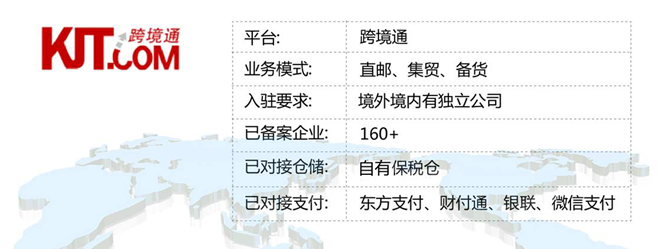 KJT.COM 跨境通
平台: 跨境通
业务模式: 直邮、集贸、备货
入驻要求: 境外境内有独立公司
已备案企业: 160+
已对接仓储: 自有保税仓
已对接支付: 东方支付、财付通、银联、微信支付